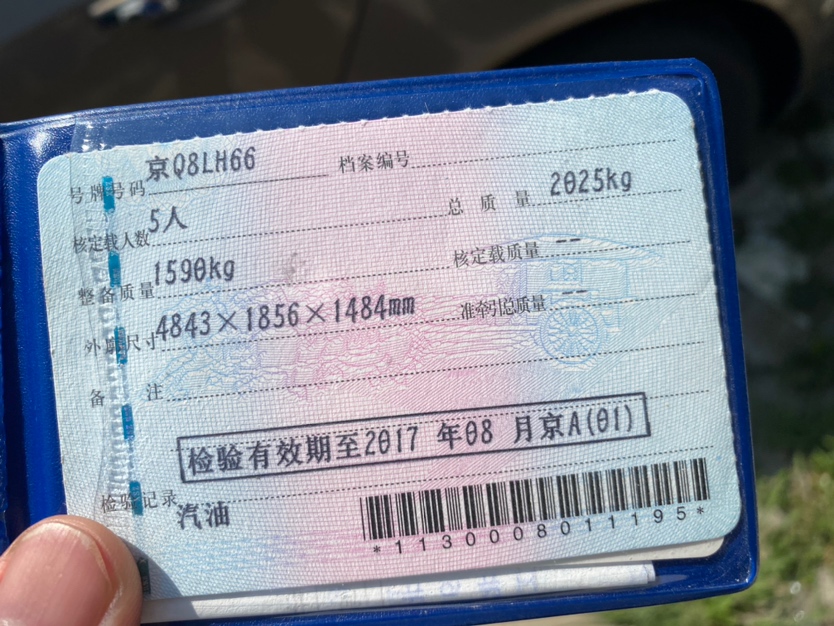 号牌号码 京Q8LH66 档案编号
核定载人数 5人 总质量 2025kg
整备质量 1590kg 核定载质量 --
外廓尺寸 4843×1856×1484mm 准牵引总质量 --
备注
检验有效期至2017 年08 月京A(01)
检验记录
汽油
*1130008011195*